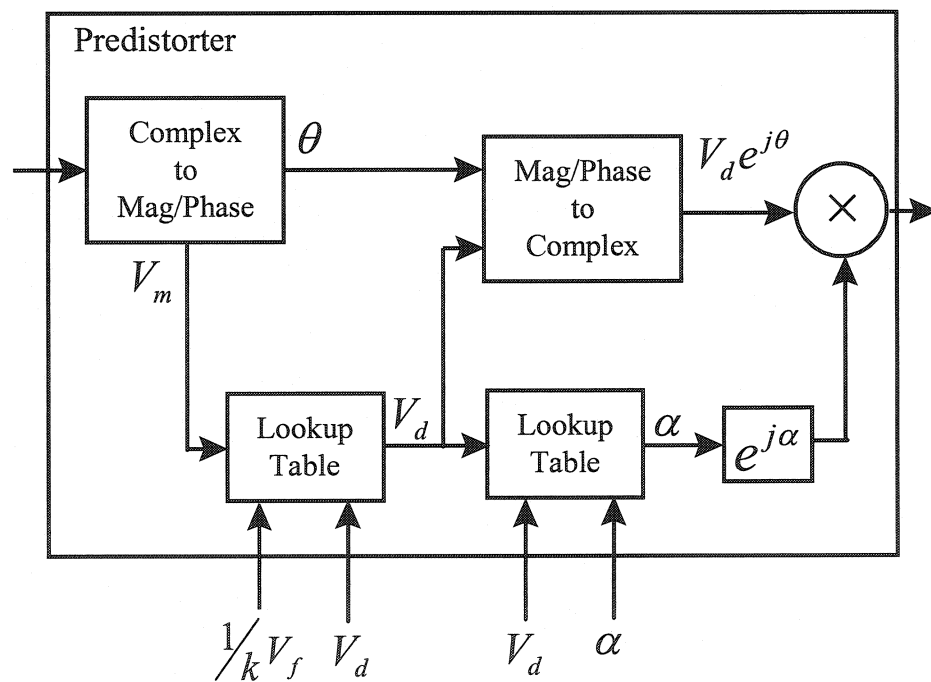 Predistorter
Complex
to
Mag/Phase
θ
Mag/Phase
to
Complex
V_d e^{jθ}
×
V_m
Lookup
Table
V_d
Lookup
Table
α
e^{jα}
1/k V_f
V_d
V_d
α